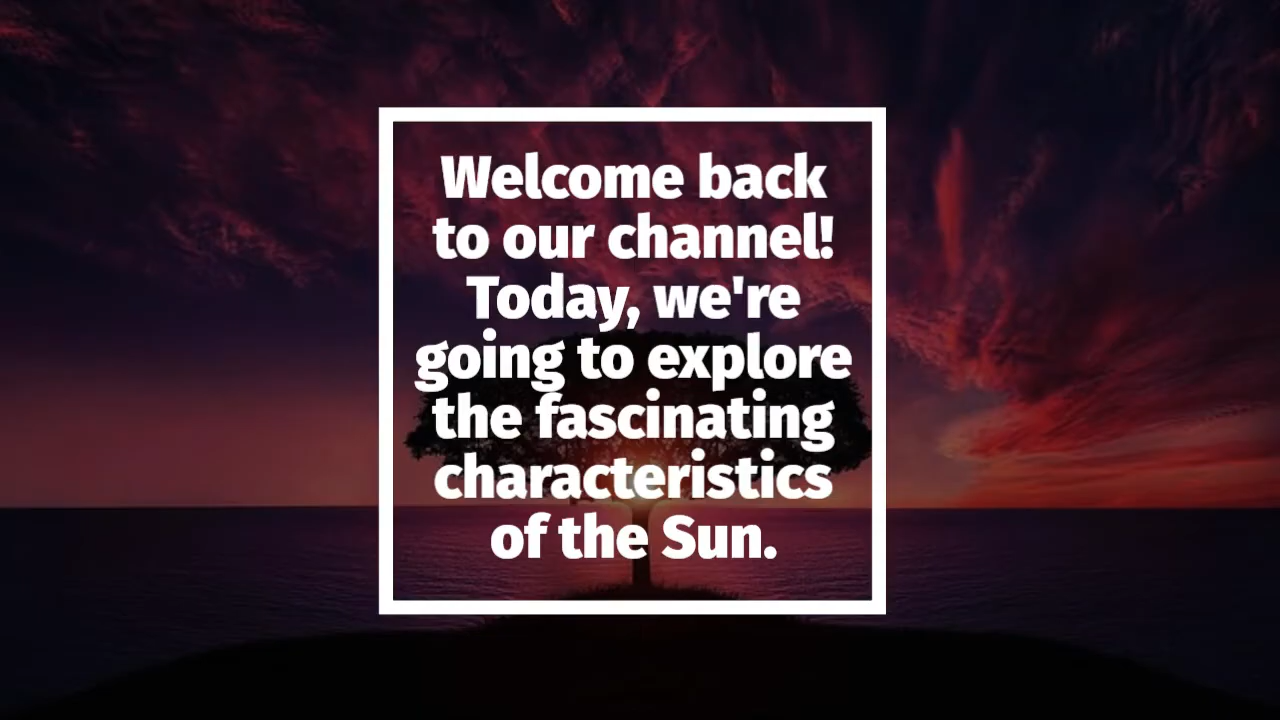 Welcome back
to our channel!
Today, we're
going to explore
the fascinating
characteristics
of the Sun.